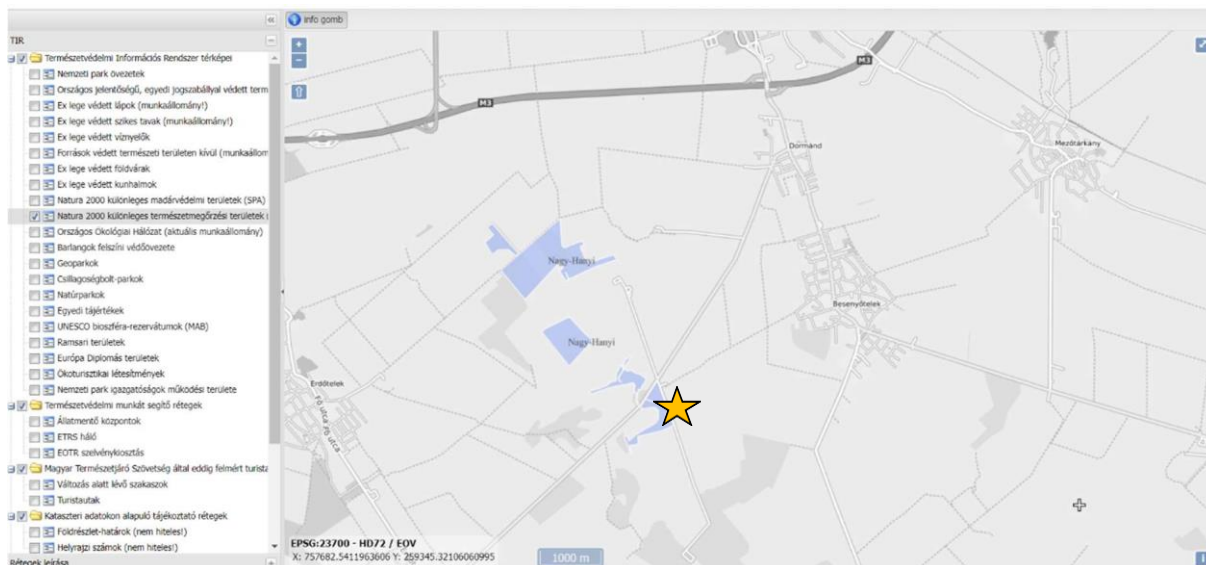 info gomb
TIR
Természetvédelmi Információs Rendszer térképei
Nemzeti park övezetek
Országos jelentőségű, egyedi jogszabállyal védett term
Ex lege védett lápok (munkaállomány!)
Ex lege védett szikes tavak (munkaállomány!)
Ex lege védett víznyelők
Források védett természeti területen kívül (munkaállom
Ex lege védett földvárak
Ex lege védett kunhalmok
Natura 2000 különleges madárvédelmi területek (SPA)
Natura 2000 különleges természetmegőrzési területek (
Országos Ökológiai Hálózat (aktuális munkaállomány)
Barlangok felszíni védőövezete
Geoparkok
Csillagoségbolt-parkok
Natúrparkok
Egyedi tájértékek
UNESCO bioszféra-rezervátumok (MAB)
Ramsari területek
Európa Diplomás területek
Ökoturisztikai létesítmények
Nemzeti park igazgatóságok működési területe
Természetvédelmi munkát segítő rétegek
Állatmentő központok
ETRS háló
EOTR szelvénykiosztás
Magyar Természetjáró Szövetség által eddig felmért turista
Változás alatt lévő szakaszok
Turistautak
Kataszteri adatokon alapuló tájékoztató rétegek
Földrészlet-határok (nem hiteles!)
Helyrajzi számok (nem hiteles!)
Rétegek leírása
M3
M3
Dormánd
Mezőtárkány
Nagy-Hanyi
Besenyőtelek
Nagy-Hanyi
Erdőtelek
Fő utca
Fő utca
EPSG:23700 - HD72 / EOV
X: 757682.5411963606 Y: 259345.32106060995
1000 m